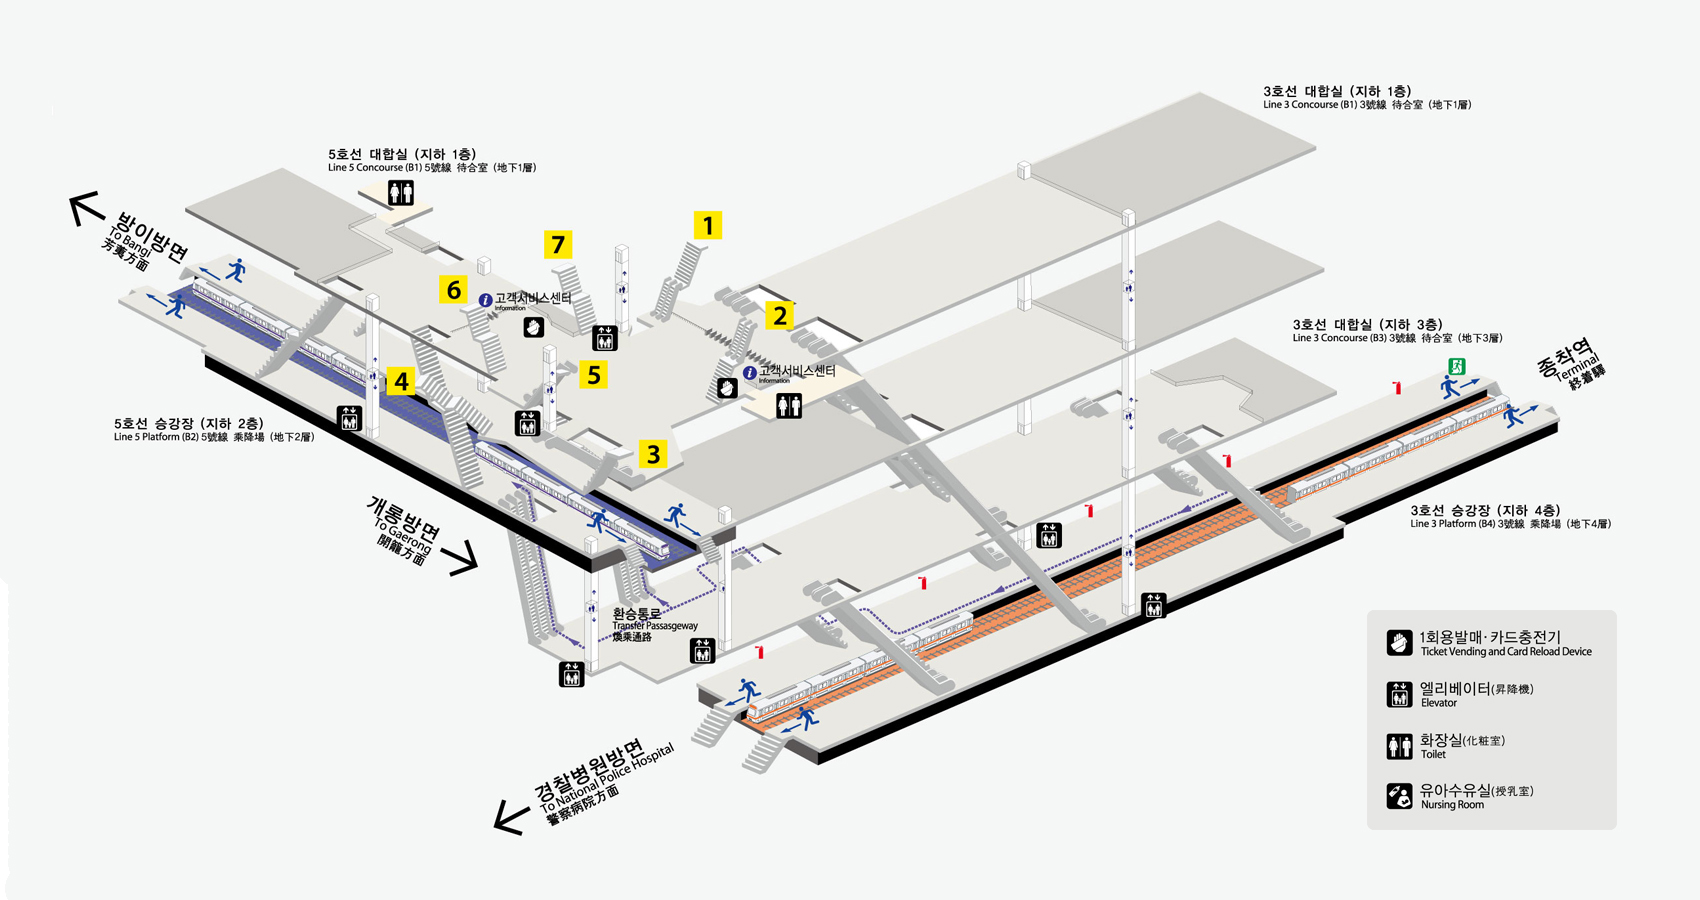 3호선 대합실 (지하 1층)
Line 3 Concourse (B1) 3號線 待合室 (地下1層)
5호선 대합실 (지하 1층)
Line 5 Concourse (B1) 5號線 待合室 (地下1層)
방이방면
To Bangi
芳荑方面
1
7
6
고객서비스센터
Information
2
3호선 대합실 (지하 3층)
Line 3 Concourse (B3) 3號線 待合室 (地下3層)
종착역
Terminal
終着驛
고객서비스센터
Information
5
4
5호선 승강장 (지하 2층)
Line 5 Platform (B2) 5號線 乘降場 (地下2層)
3
개롱방면
To Gaerong
開籠方面
3호선 승강장 (지하 4층)
Line 3 Platform (B4) 3號線 乘降場 (地下4層)
환승통로
Transfer Passasgeway
換乘通路
경찰병원방면
To National Police Hospital
警察病院方面
1회용발매·카드충전기
Ticket Vending and Card Reload Device
엘리베이터(昇降機)
Elevator
화장실(化粧室)
Toilet
유아수유실(授乳室)
Nursing Room